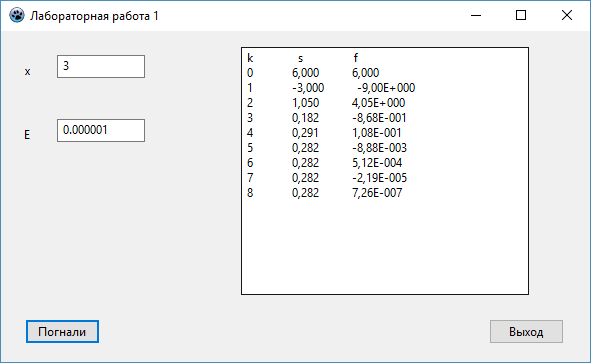 Лабораторная работа 1
x 3
E 0.000001
k s f
0 6,000 6,000
1 -3,000 -9,00E+000
2 1,050 4,05E+000
3 0,182 -8,68E-001
4 0,291 1,08E-001
5 0,282 -8,88E-003
6 0,282 5,12E-004
7 0,282 -2,19E-005
8 0,282 7,26E-007
Погнали Выход